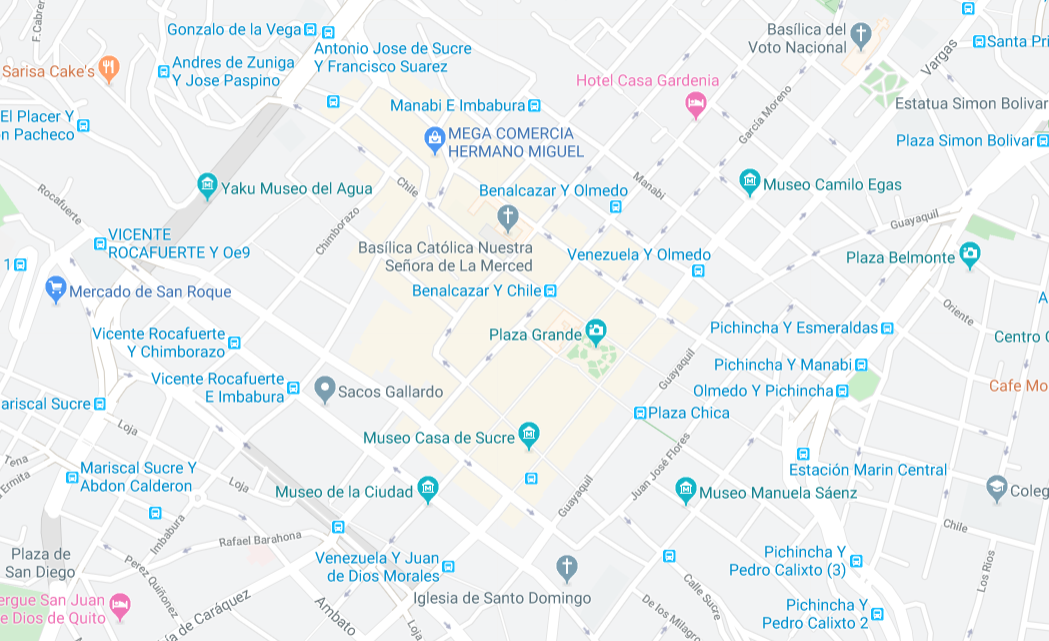 F. Cabrer
Gonzalo de la Vega
Antonio Jose de Sucre
Y Francisco Suarez
Basílica del
Voto Nacional
Santa Pri
Vargas
Sarisa Cake's
Andres de Zuniga
Y Jose Paspino
Hotel Casa Gardenia
García Moreno
Manabi E Imbabura
Estatua Simon Bolivar
El Placer Y
n Pacheco
MEGA COMERCIA
HERMANO MIGUEL
Plaza Simon Bolivar
Yaku Museo del Agua
Chile
Benalcazar Y Olmedo
Manabi
Museo Camilo Egas
Rocafuerte
Chimborazo
Guayaquil
VICENTE
ROCAFUERTE Y Oe9
Basílica Católica Nuestra
Señora de La Merced
Venezuela Y Olmedo
Plaza Belmonte
1
Mercado de San Roque
Benalcazar Y Chile
A
Oriente
Vicente Rocafuerte
Y Chimborazo
Plaza Grande
Pichincha Y Esmeraldas
Centro
Vicente Rocafuerte
E Imbabura
Sacos Gallardo
Guayaquil
Pichincha Y Manabi
Olmedo Y Pichincha
Cafe Mo
ariscal Sucre
Plaza Chica
Loja
Museo Casa de Sucre
Juan José Flores
Tena
Ermita
Mariscal Sucre Y
Abdon Calderon
Loja
Museo de la Ciudad
Guayaquil
Estación Marin Central
Museo Manuela Sáenz
Coleg
Imbabura
Rafael Barahona
Chile
Plaza de
San Diego
Perez Quiñonez
Venezuela Y Juan
de Dios Morales
Iglesia de Santo Domingo
Pichincha Y
Pedro Calixto (3)
Los Rios
Calle Sucre
ergue San Juan
e Dios de Quito
ía de Caráquez
Ambato
Loja
De los Milagro
Pichincha Y
Pedro Calixto 2